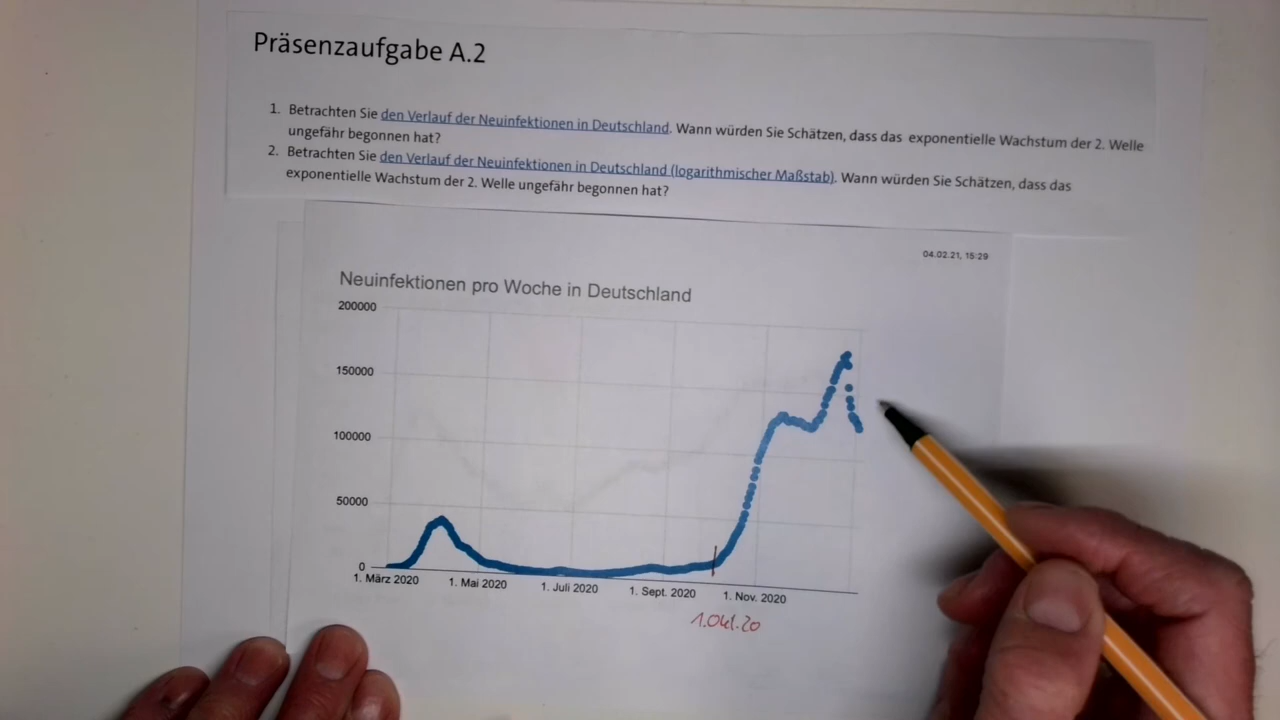 Präsenzaufgabe A.2
1. Betrachten Sie den Verlauf der Neuinfektionen in Deutschland. Wann würden Sie Schätzen, dass das exponentielle Wachstum der 2. Welle
ungefähr begonnen hat?
2. Betrachten Sie den Verlauf der Neuinfektionen in Deutschland (logarithmischer Maßstab). Wann würden Sie Schätzen, dass das
exponentielle Wachstum der 2. Welle ungefähr begonnen hat?
04.02.21, 15:29
Neuinfektionen pro Woche in Deutschland
200000
150000
100000
50000
0
1. März 2020 1. Mai 2020 1. Juli 2020 1. Sept. 2020 1. Nov. 2020
1.Okt.20